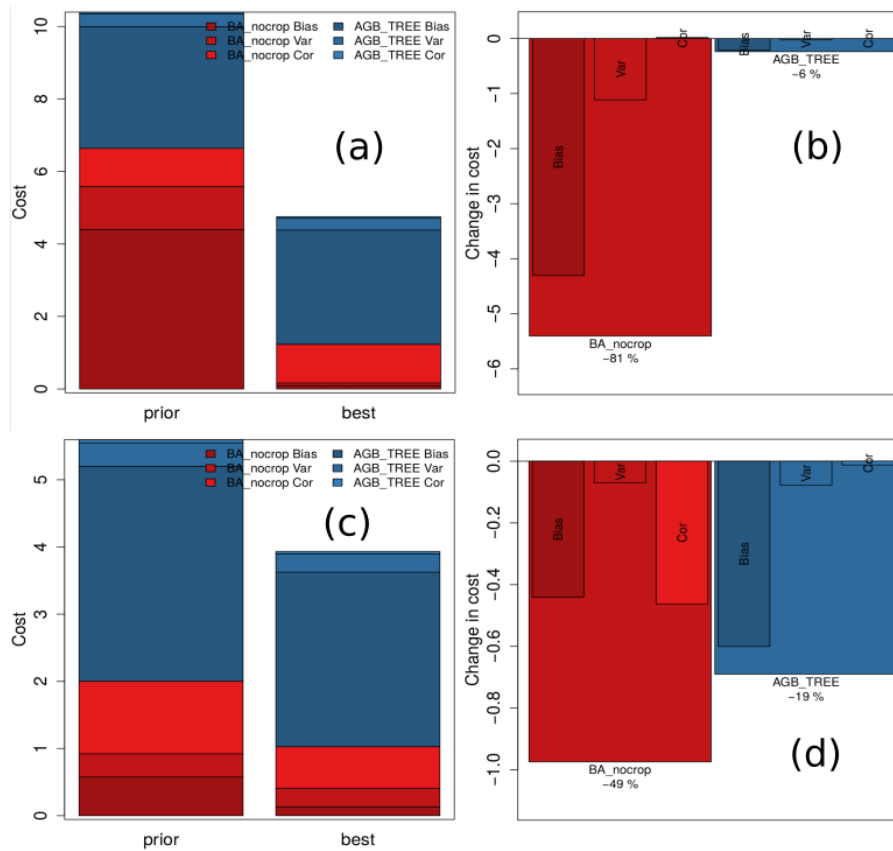 BA_nocrop Bias
BA_nocrop Var
BA_nocrop Cor
AGB_TREE Bias
AGB_TREE Var
AGB_TREE Cor
(a)
Cost
0
2
4
6
8
10
prior
best
Change in cost
0
−1
−2
−3
−4
−5
−6
Bias
Var
Cor
BA_nocrop
−81 %
Bias
Var
Cor
AGB_TREE
−6 %
(b)
BA_nocrop Bias
BA_nocrop Var
BA_nocrop Cor
AGB_TREE Bias
AGB_TREE Var
AGB_TREE Cor
(c)
Cost
0
1
2
3
4
5
prior
best
Change in cost
0.0
−0.2
−0.4
−0.6
−0.8
−1.0
Bias
Var
Cor
BA_nocrop
−49 %
Bias
Var
Cor
AGB_TREE
−19 %
(d)